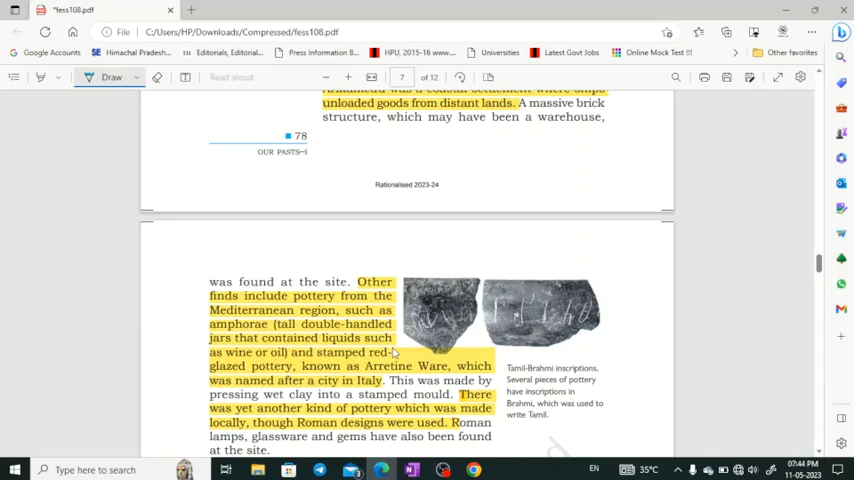 *fess108.pdf
File
C:/Users/HP/Downloads/Compressed/fess108.pdf
Google Accounts
Himachal Pradesh...
Editorials, Editorial...
Press Information B...
HPU, 2015-16 www....
Universities
Latest Govt Jobs
Online Mock Test !!!
Other favorites
Draw
Read aloud
7
of 12
unloaded goods from distant lands. A massive brick
structure, which may have been a warehouse,
78
OUR PASTS–I
Rationalised 2023-24
was found at the site. Other
finds include pottery from the
Mediterranean region, such as
amphorae (tall double-handled
jars that contained liquids such
as wine or oil) and stamped red-
glazed pottery, known as Arretine Ware, which
was named after a city in Italy. This was made by
pressing wet clay into a stamped mould. There
was yet another kind of pottery which was made
locally, though Roman designs were used. Roman
lamps, glassware and gems have also been found
at the site.
Tamil-Brahmi inscriptions.
Several pieces of pottery
have inscriptions in
Brahmi, which was used to
write Tamil.
Type here to search
EN
35°C
07:44 PM
11-05-2023